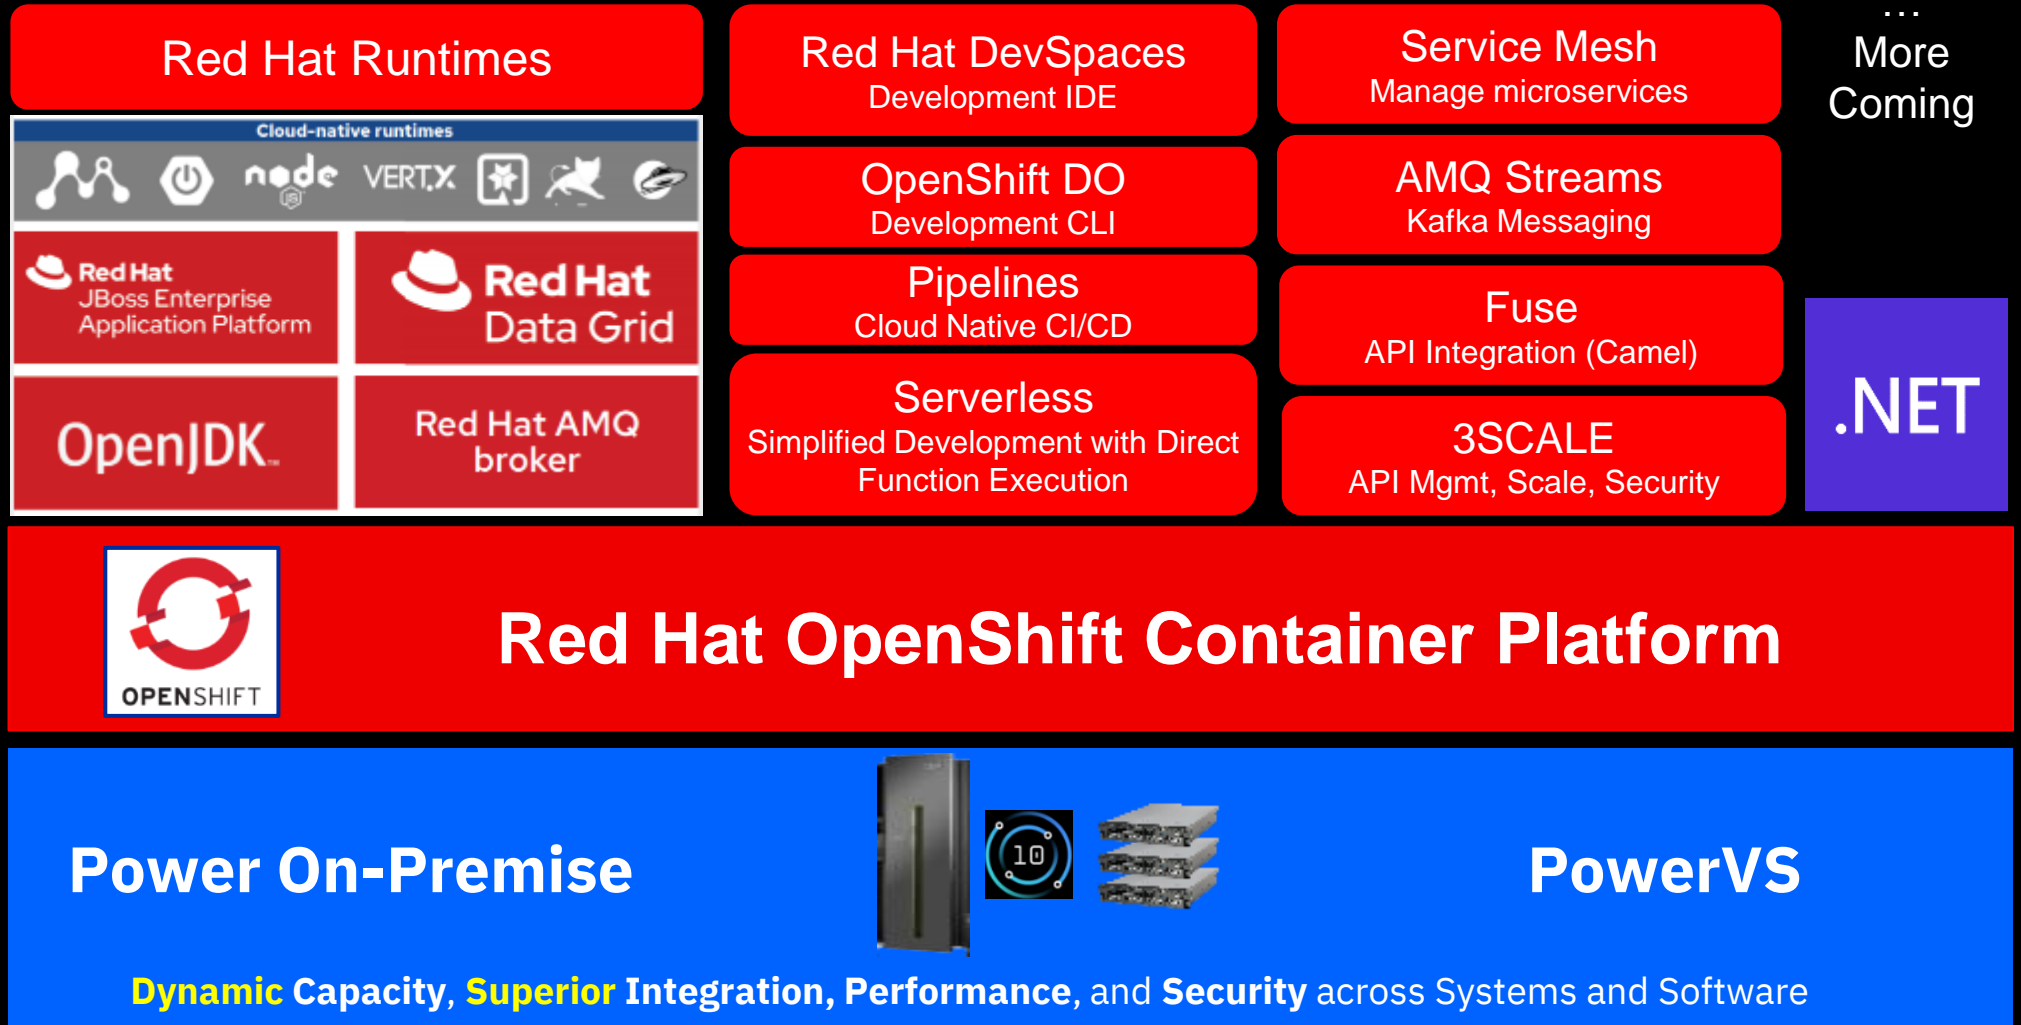 Red Hat Runtimes
Cloud-native runtimes
node
JS
VERT.X
Red Hat
JBoss Enterprise
Application Platform
Red Hat
Data Grid
OpenJDK™
Red Hat AMQ
broker
Red Hat DevSpaces
Development IDE
OpenShift DO
Development CLI
Pipelines
Cloud Native CI/CD
Serverless
Simplified Development with Direct
Function Execution
Service Mesh
Manage microservices
AMQ Streams
Kafka Messaging
Fuse
API Integration (Camel)
3SCALE
API Mgmt, Scale, Security
...
More
Coming
.NET
OPENSHIFT
Red Hat OpenShift Container Platform
Power On-Premise
10
PowerVS
Dynamic Capacity, Superior Integration, Performance, and Security across Systems and Software